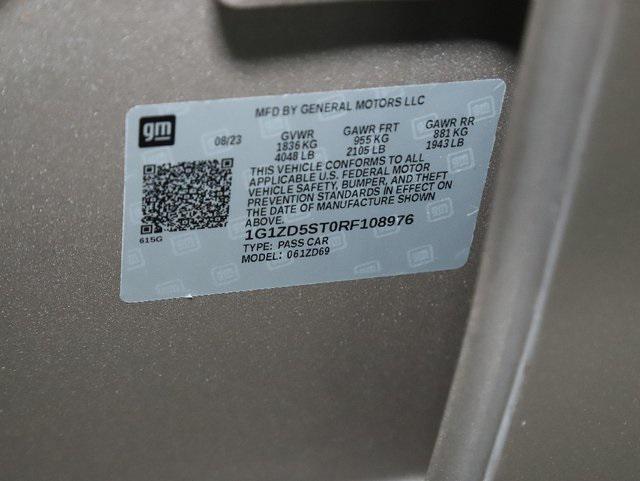 MFD BY GENERAL MOTORS LLC
gm
08/23 GVWR GAWR FRT GAWR RR
1836 KG 955 KG 881 KG
4048 LB 2105 LB 1943 LB
THIS VEHICLE CONFORMS TO ALL
APPLICABLE U.S. FEDERAL MOTOR
VEHICLE SAFETY, BUMPER, AND THEFT
PREVENTION STANDARDS IN EFFECT ON
THE DATE OF MANUFACTURE SHOWN
ABOVE.
615G
1G1ZD5ST0RF108976
TYPE: PASS CAR
MODEL: 061ZD69